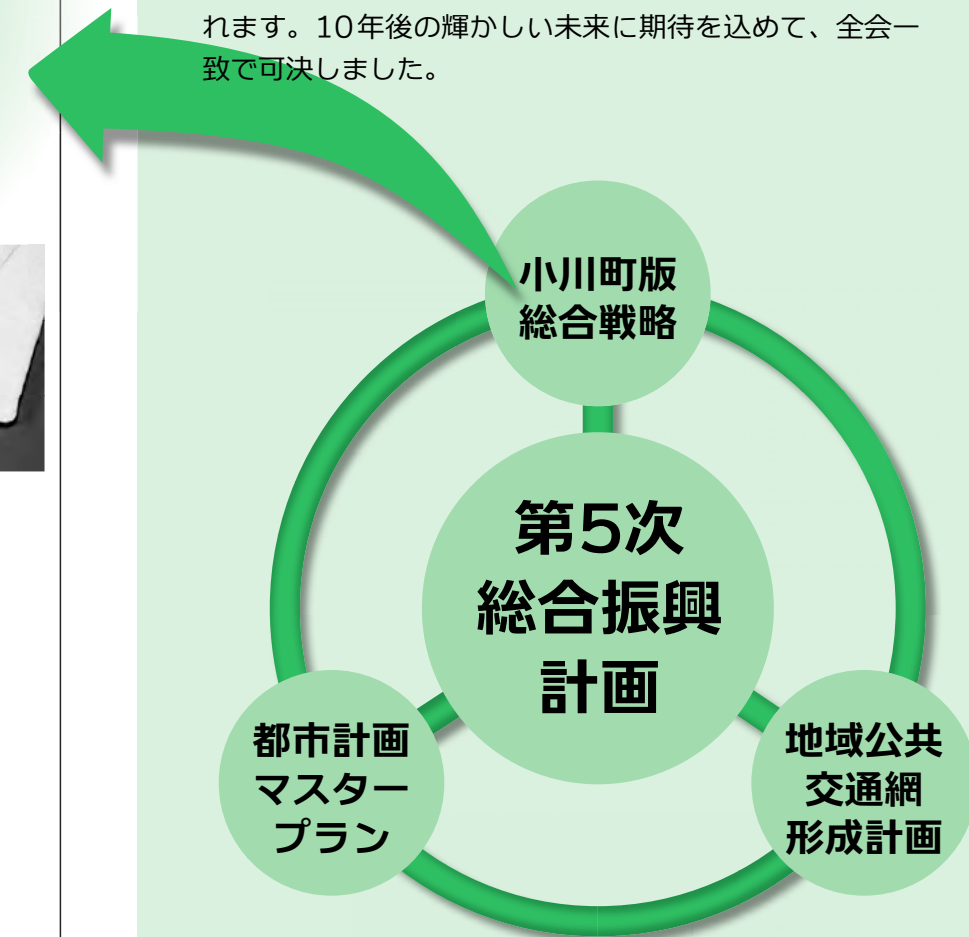 れます。10年後の輝かしい未来に期待を込めて、全会一
致で可決しました。
小川町版
総合戦略
第5次
総合振興
計画
都市計画
マスター
プラン
地域公共
交通網
形成計画